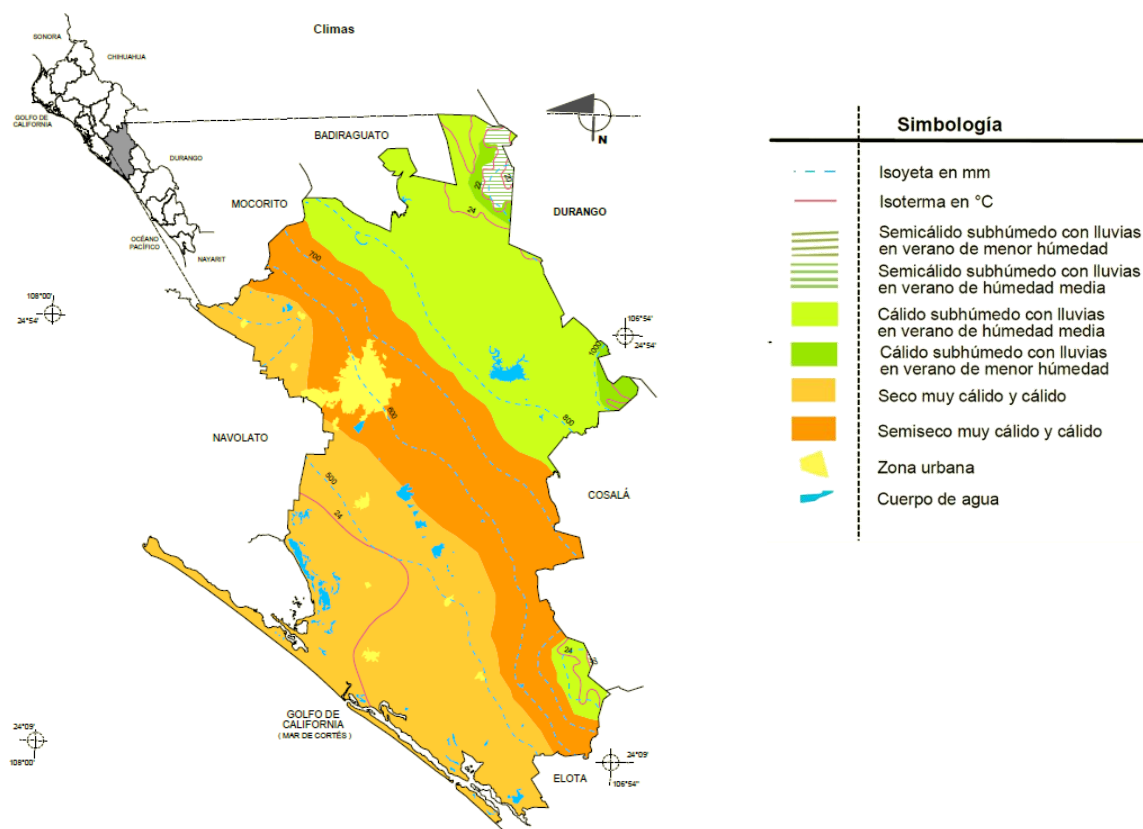 Climas
SONORA
CHIHUAHUA
GOLFO DE
CALIFORNIA
DURANGO
OCÉANO
PACÍFICO
NAYARIT
BADIRAGUATO
N
MOCORITO
DURANGO
22
20
24
700
108°00'
24°54'
106°54'
24°54'
1000
800
600
NAVOLATO
500
24
COSALÁ
24
GOLFO DE
CALIFORNIA
( MAR DE CORTÉS )
24°09'
108°00'
24°09'
106°54''
ELOTA
Simbología
Isoyeta en mm
Isoterma en °C
Semicálido subhúmedo con lluvias
en verano de menor húmedad
Semicálido subhúmedo con lluvias
en verano de húmedad media
Cálido subhúmedo con lluvias
en verano de húmedad media
Cálido subhúmedo con lluvias
en verano de menor húmedad
Seco muy cálido y cálido
Semiseco muy cálido y cálido
Zona urbana
Cuerpo de agua